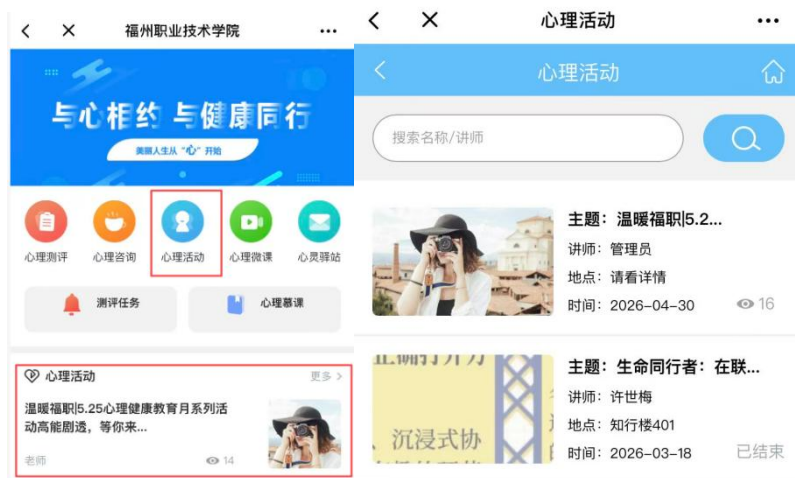 福州职业技术学院
与心相约 与健康同行
美丽人生从“心”开始
心理测评
心理咨询
心理活动
心理微课
心灵驿站
测评任务
心理慕课
心理活动
更多 >
温暖福职|5.25心理健康教育月系列活
动高能剧透，等你来...
老师
14
心理活动
心理活动
搜索名称/讲师
主题：温暖福职|5.2...
讲师：管理员
地点：请看详情
时间：2026-04-30
16
沉浸式协
主题：生命同行者：在联...
讲师：许世梅
地点：知行楼401
时间：2026-03-18
已结束